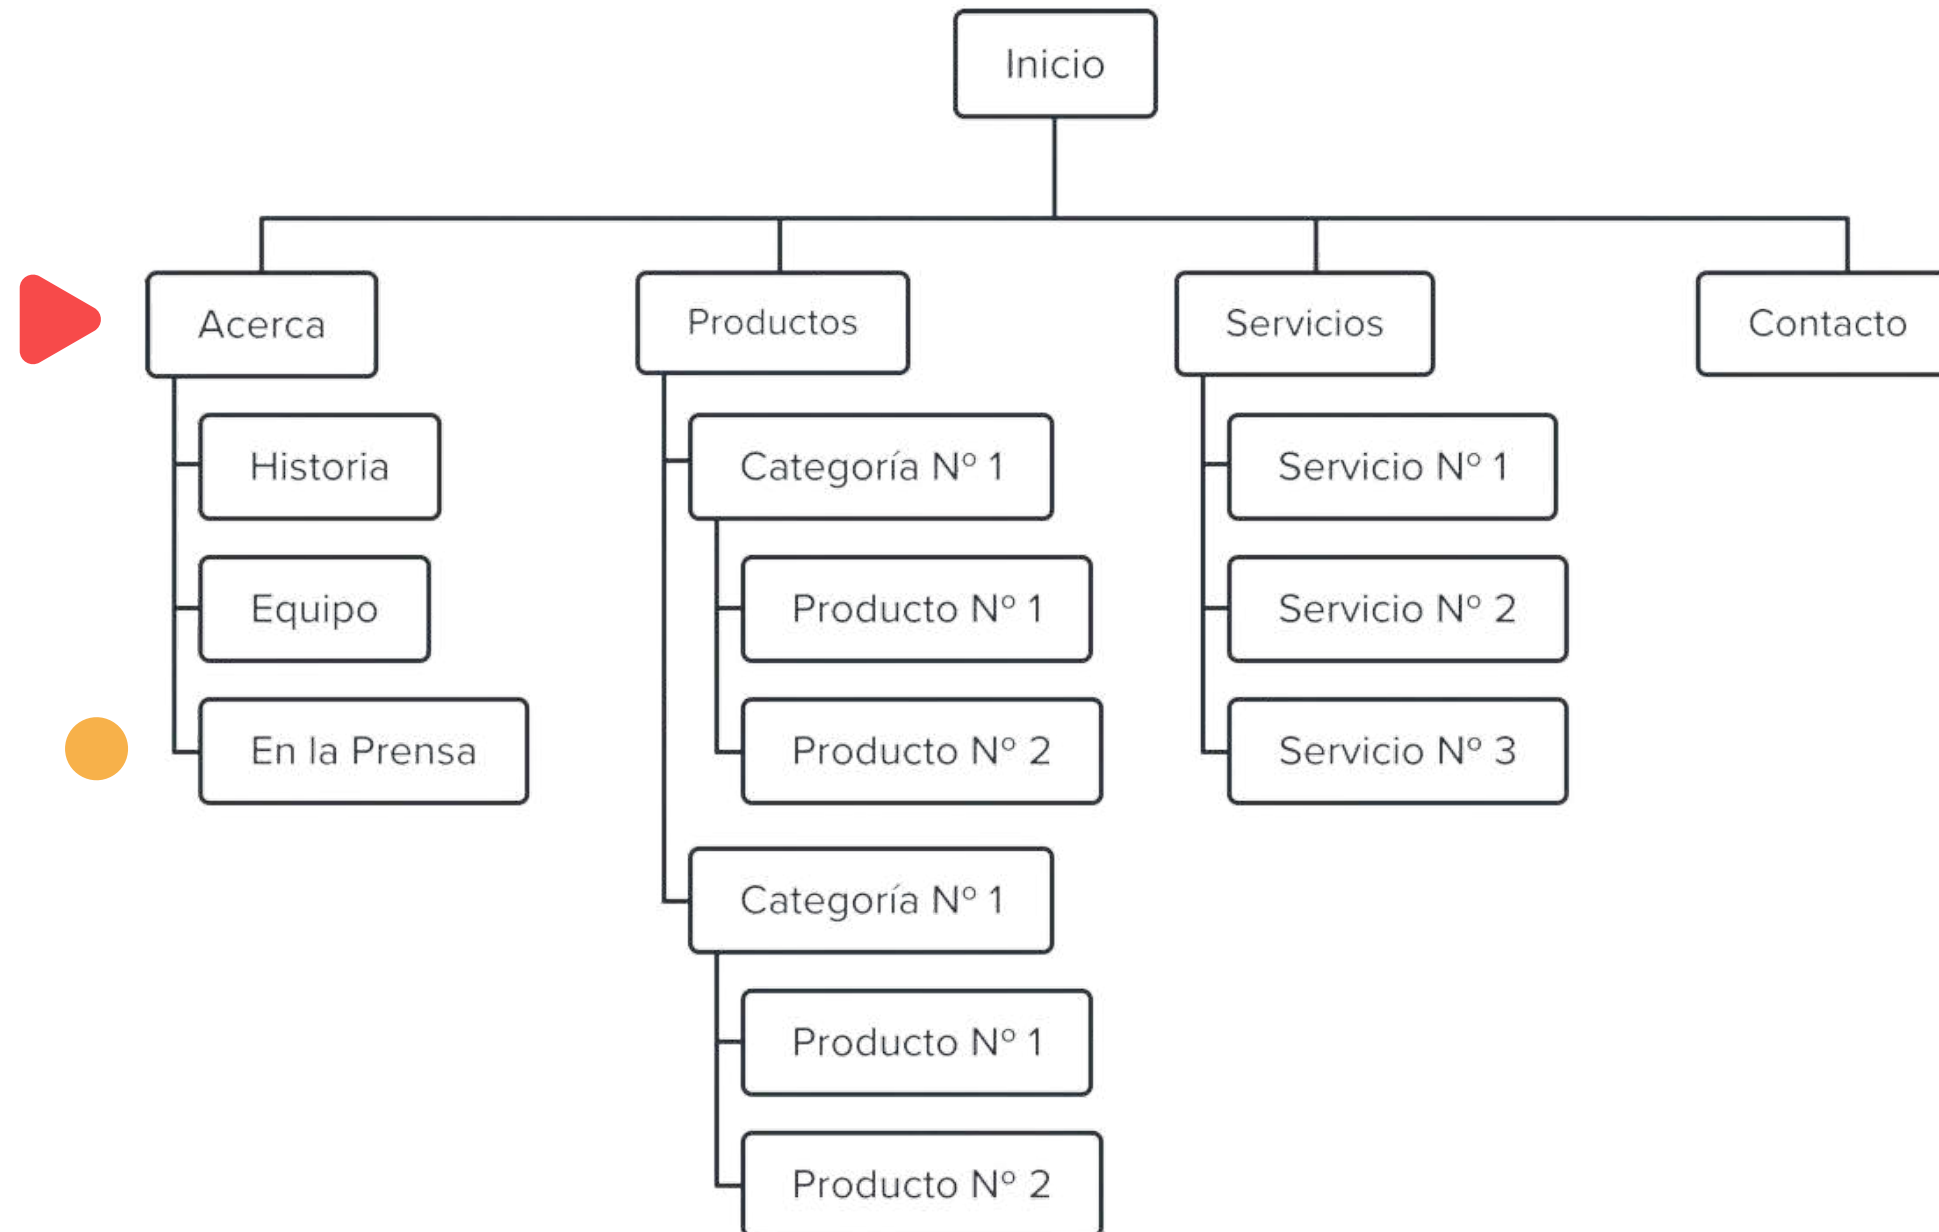 Inicio
Acerca
Productos
Servicios
Contacto
Historia
Equipo
En la Prensa
Categoría Nº 1
Producto Nº 1
Producto Nº 2
Categoría Nº 1
Producto Nº 1
Producto Nº 2
Servicio Nº 1
Servicio Nº 2
Servicio Nº 3